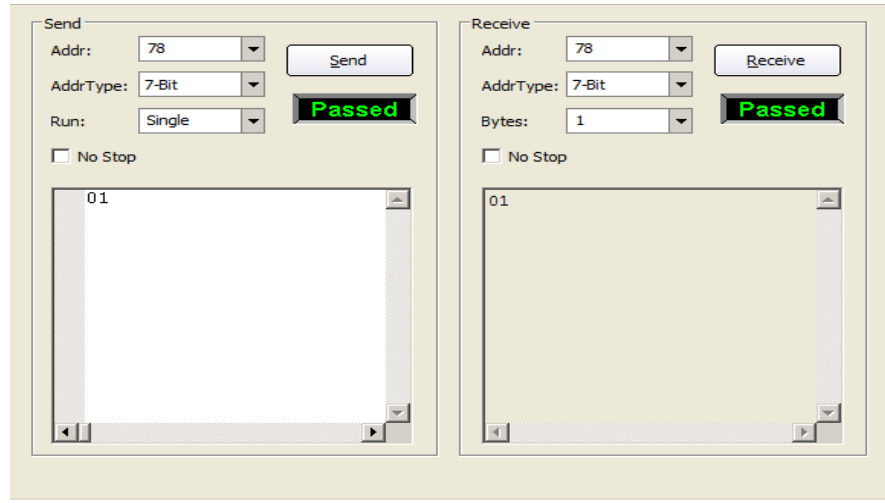 Send
Addr: 78
Send
AddrType: 7-Bit
Passed
Run: Single
No Stop
01
Receive
Addr: 78
Receive
AddrType: 7-Bit
Passed
Bytes: 1
No Stop
01